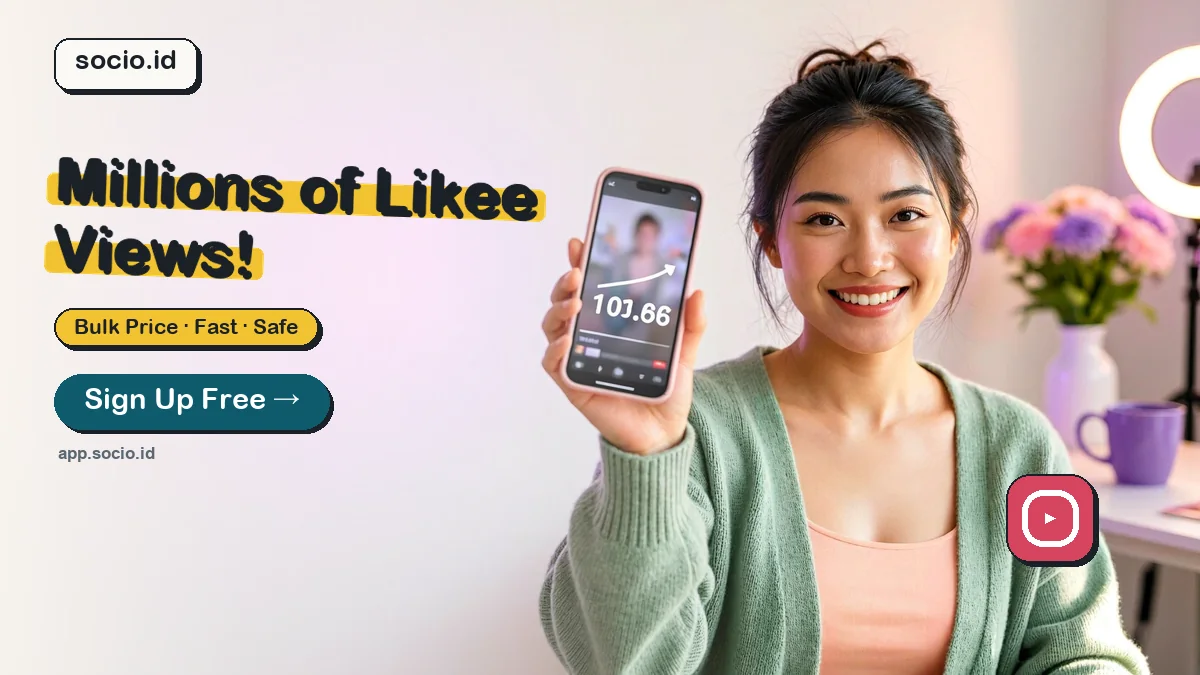 socio.id
Millions of Likee
Views!
Bulk Price · Fast · Safe
Sign Up Free →
app.socio.id